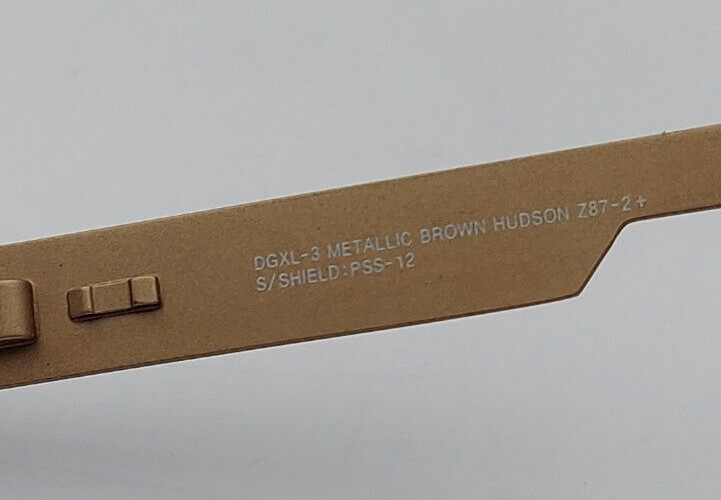 DGXL-3 METALLIC BROWN HUDSON Z87-2+
S/SHIELD:PSS-12